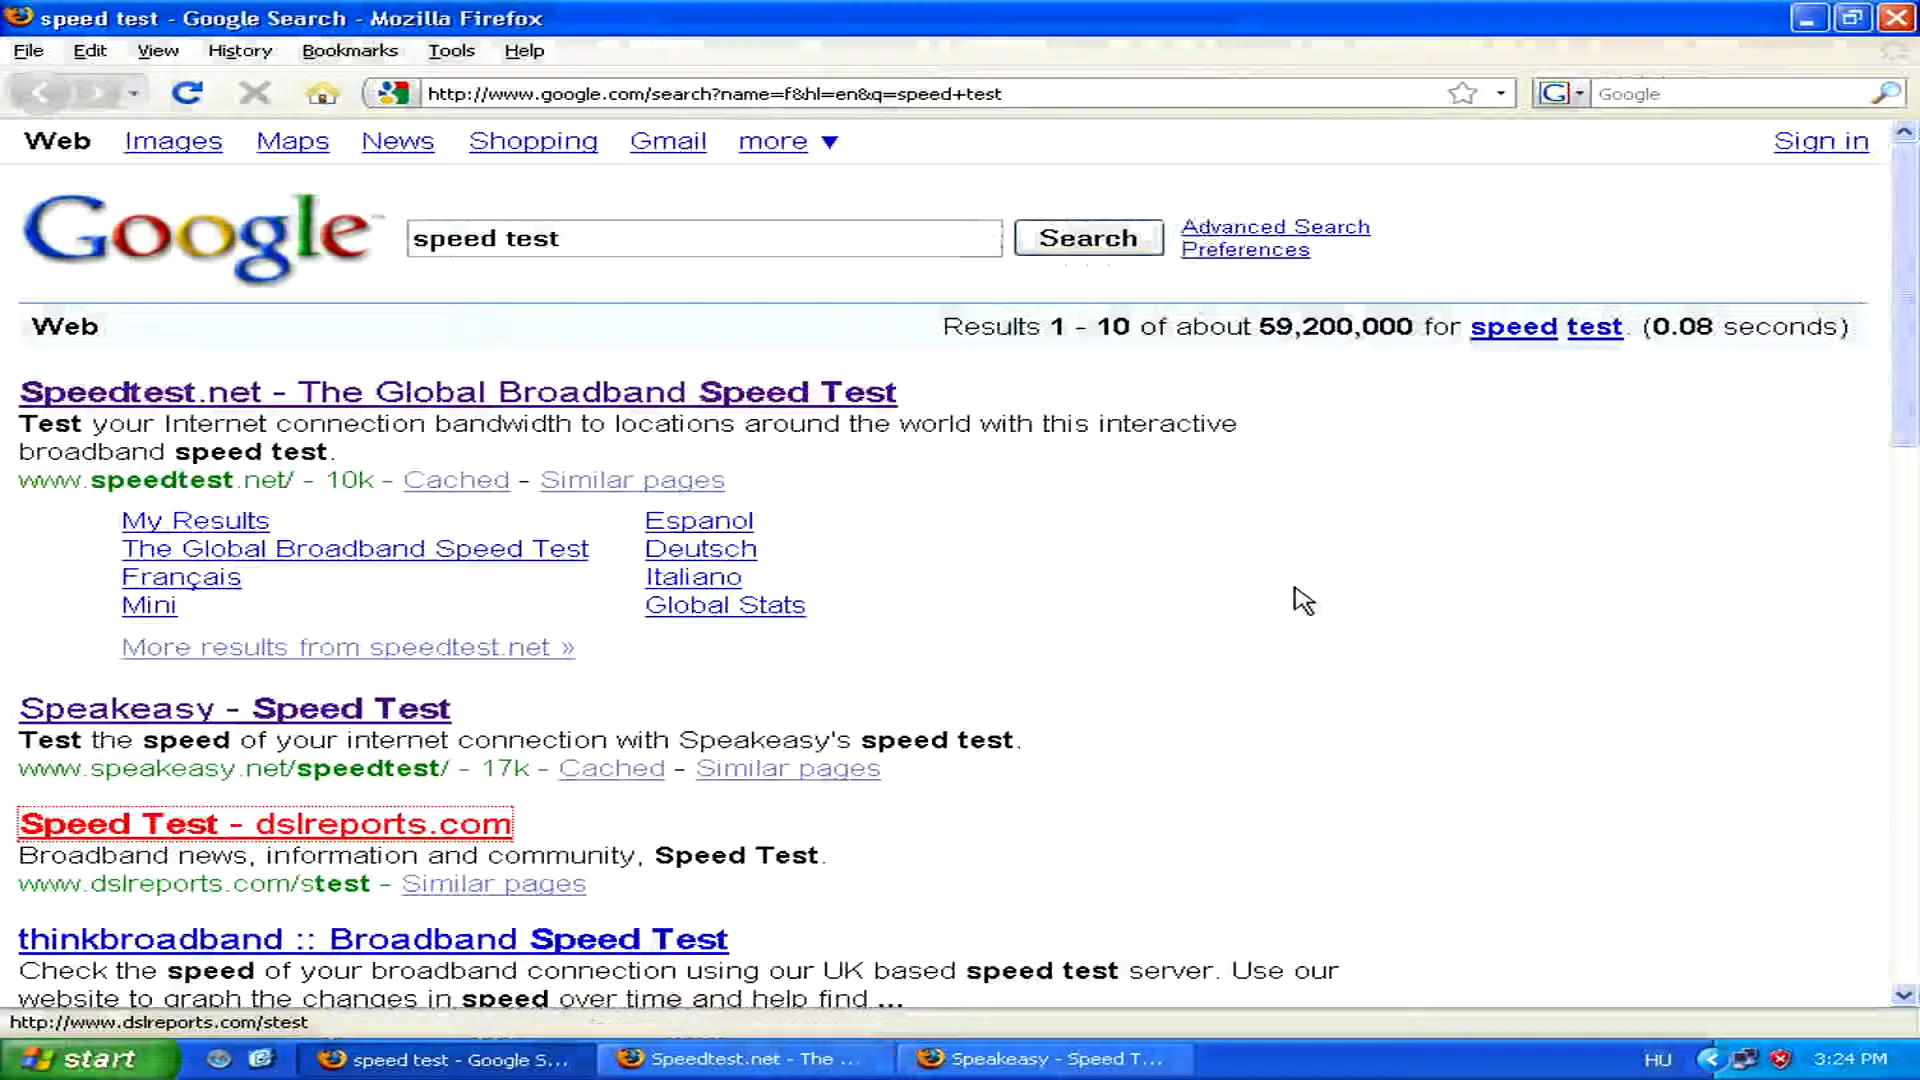 speed test - Google Search - Mozilla Firefox
File Edit View History Bookmarks Tools Help
http://www.google.com/search?name=f&hl=en&q=speed+test
G Google
Web Images Maps News Shopping Gmail more ▼ Sign in
Google™ speed test Search Advanced Search
Preferences
Web Results 1 - 10 of about 59,200,000 for speed test. (0.08 seconds)
Speedtest.net - The Global Broadband Speed Test
Test your Internet connection bandwidth to locations around the world with this interactive
broadband speed test.
www.speedtest.net/ - 10k - Cached - Similar pages
My Results Espanol
The Global Broadband Speed Test Deutsch
Français Italiano
Mini Global Stats
More results from speedtest.net »
Speakeasy - Speed Test
Test the speed of your internet connection with Speakeasy's speed test.
www.speakeasy.net/speedtest/ - 17k - Cached - Similar pages
Speed Test - dslreports.com
Broadband news, information and community, Speed Test.
www.dslreports.com/stest - Similar pages
thinkbroadband :: Broadband Speed Test
Check the speed of your broadband connection using our UK based speed test server. Use our
website to graph the changes in speed over time and help find ...
http://www.dslreports.com/stest
start speed test - Google S... Speedtest.net - The ... Speakeasy - Speed T... HU 3:24 PM